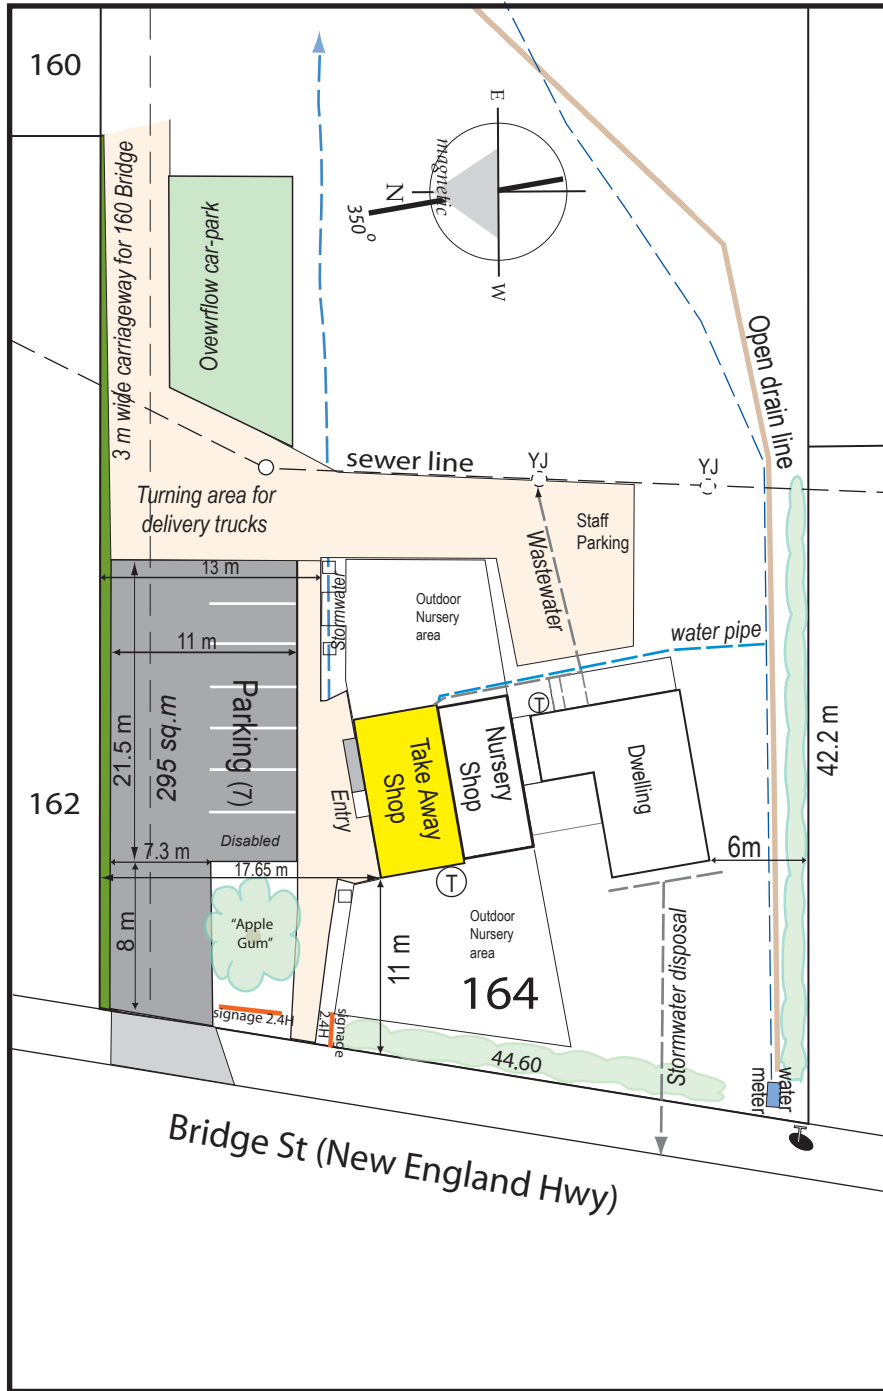 160
3 m wide carriageway for 160 Bridge
Ovewrflow car-park
E
magnetic
N
350°
W
Open drain line
sewer line
YJ
YJ
Turning area for
delivery trucks
Staff
Parking
Wastewater
13 m
Stormwater
Outdoor
Nursery
area
water pipe
11 m
21.5 m
295 sq.m
Parking (7)
Take Away
Shop
Nursery
Shop
T
Dwelling
42.2 m
162
Entry
Disabled
7.3 m
17.65 m
6m
T
8 m
"Apple
Gum"
11 m
Outdoor
Nursery
area
164
Stormwater disposal
signage 2.4H
signage
2.4H
44.60
water
meter
T
Bridge St (New England Hwy)